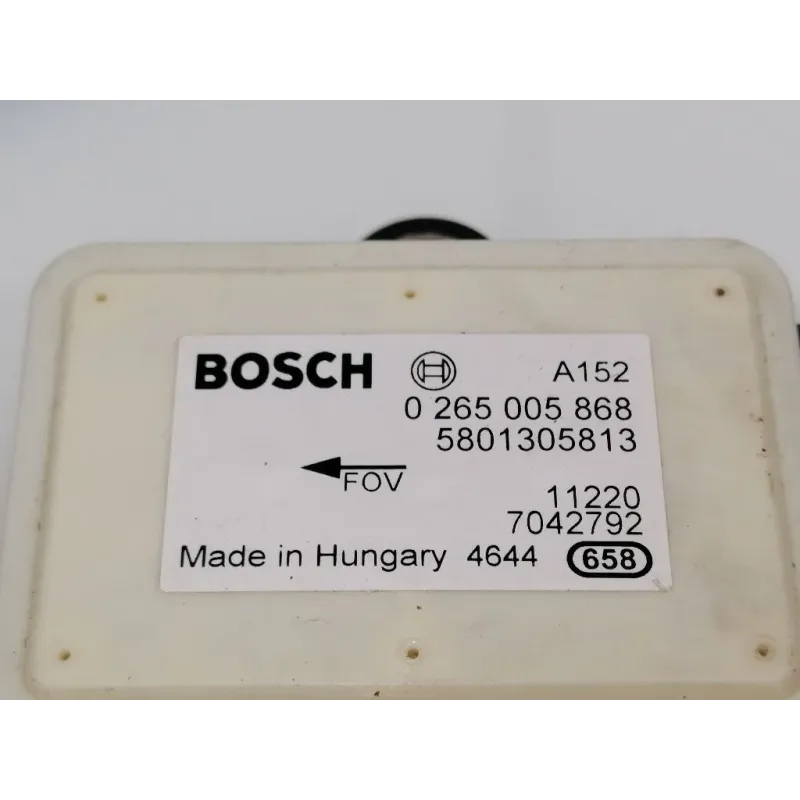 BOSCH A152
0 265 005 868
5801305813
FOV
11220
7042792
Made in Hungary 4644 658